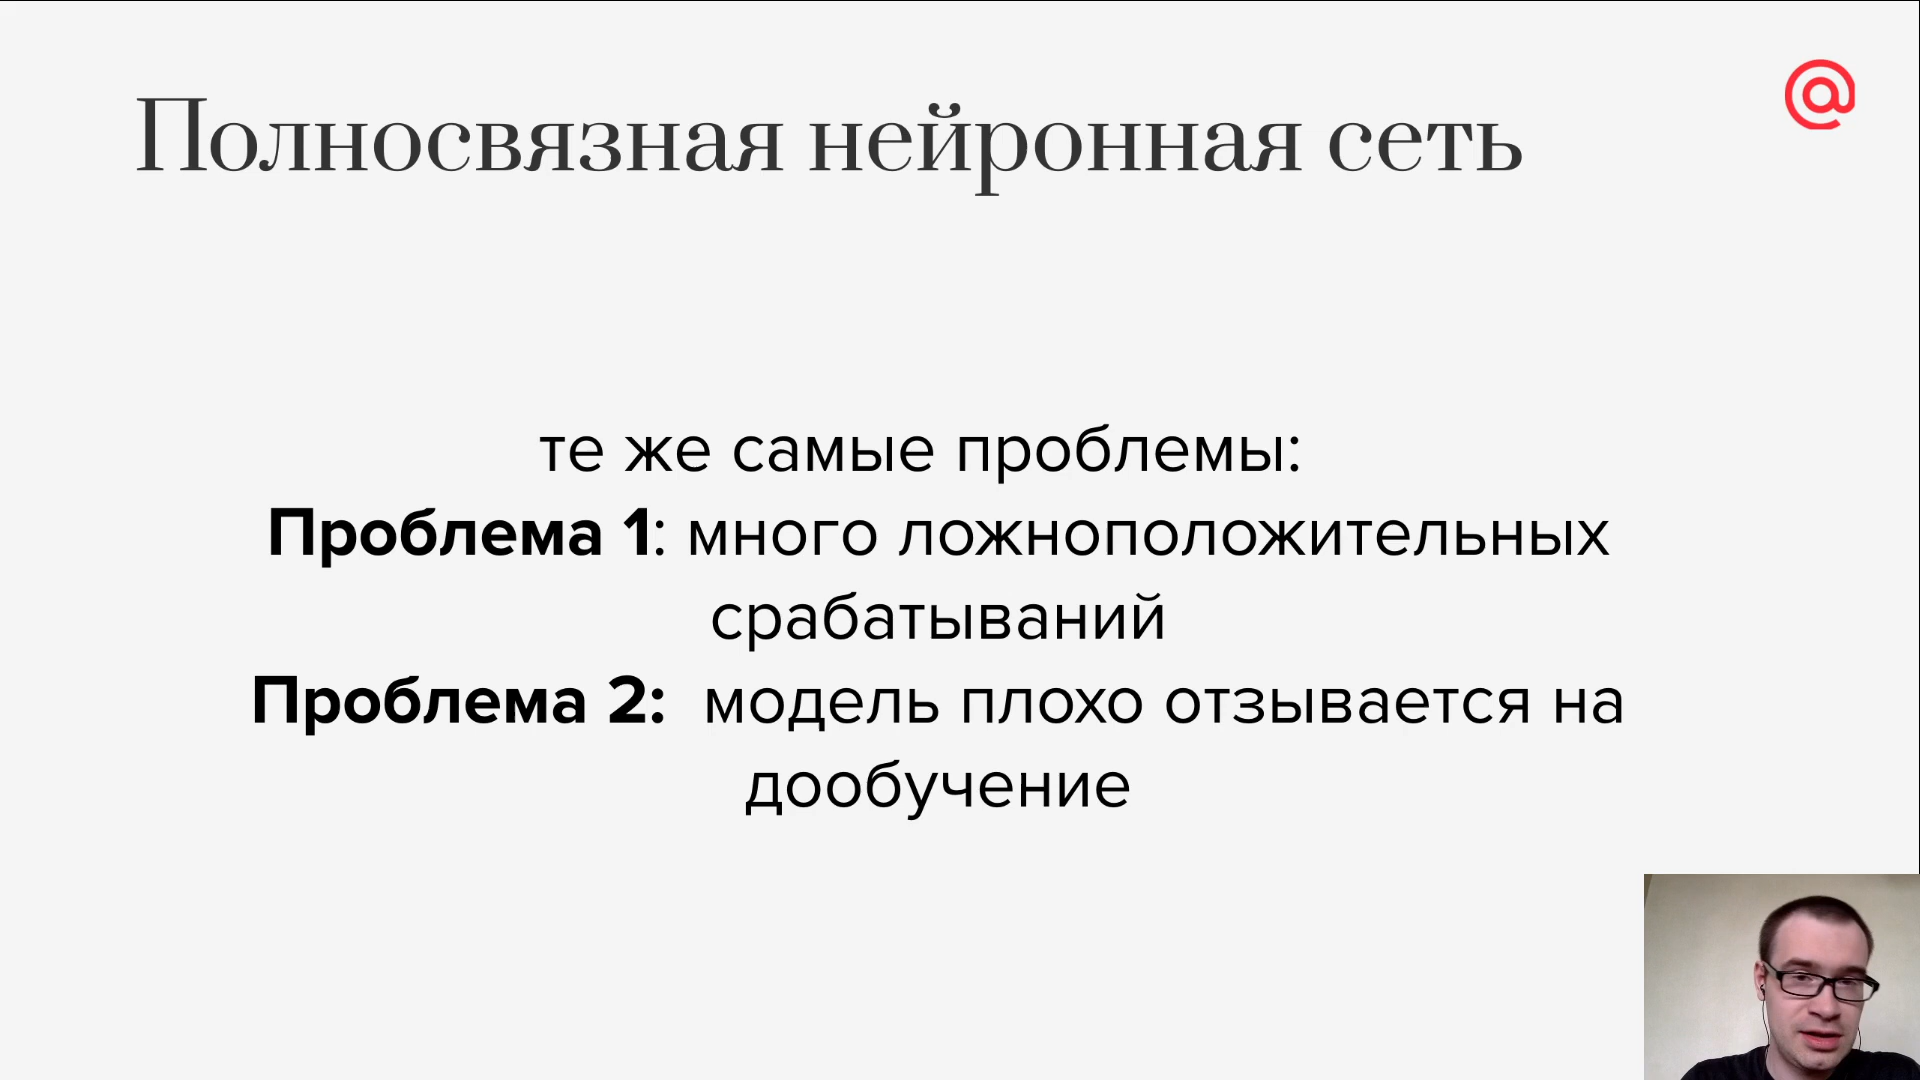 Полносвязная нейронная сеть
те же самые проблемы:
Проблема 1: много ложноположительных
срабатываний
Проблема 2: модель плохо отзывается на
дообучение